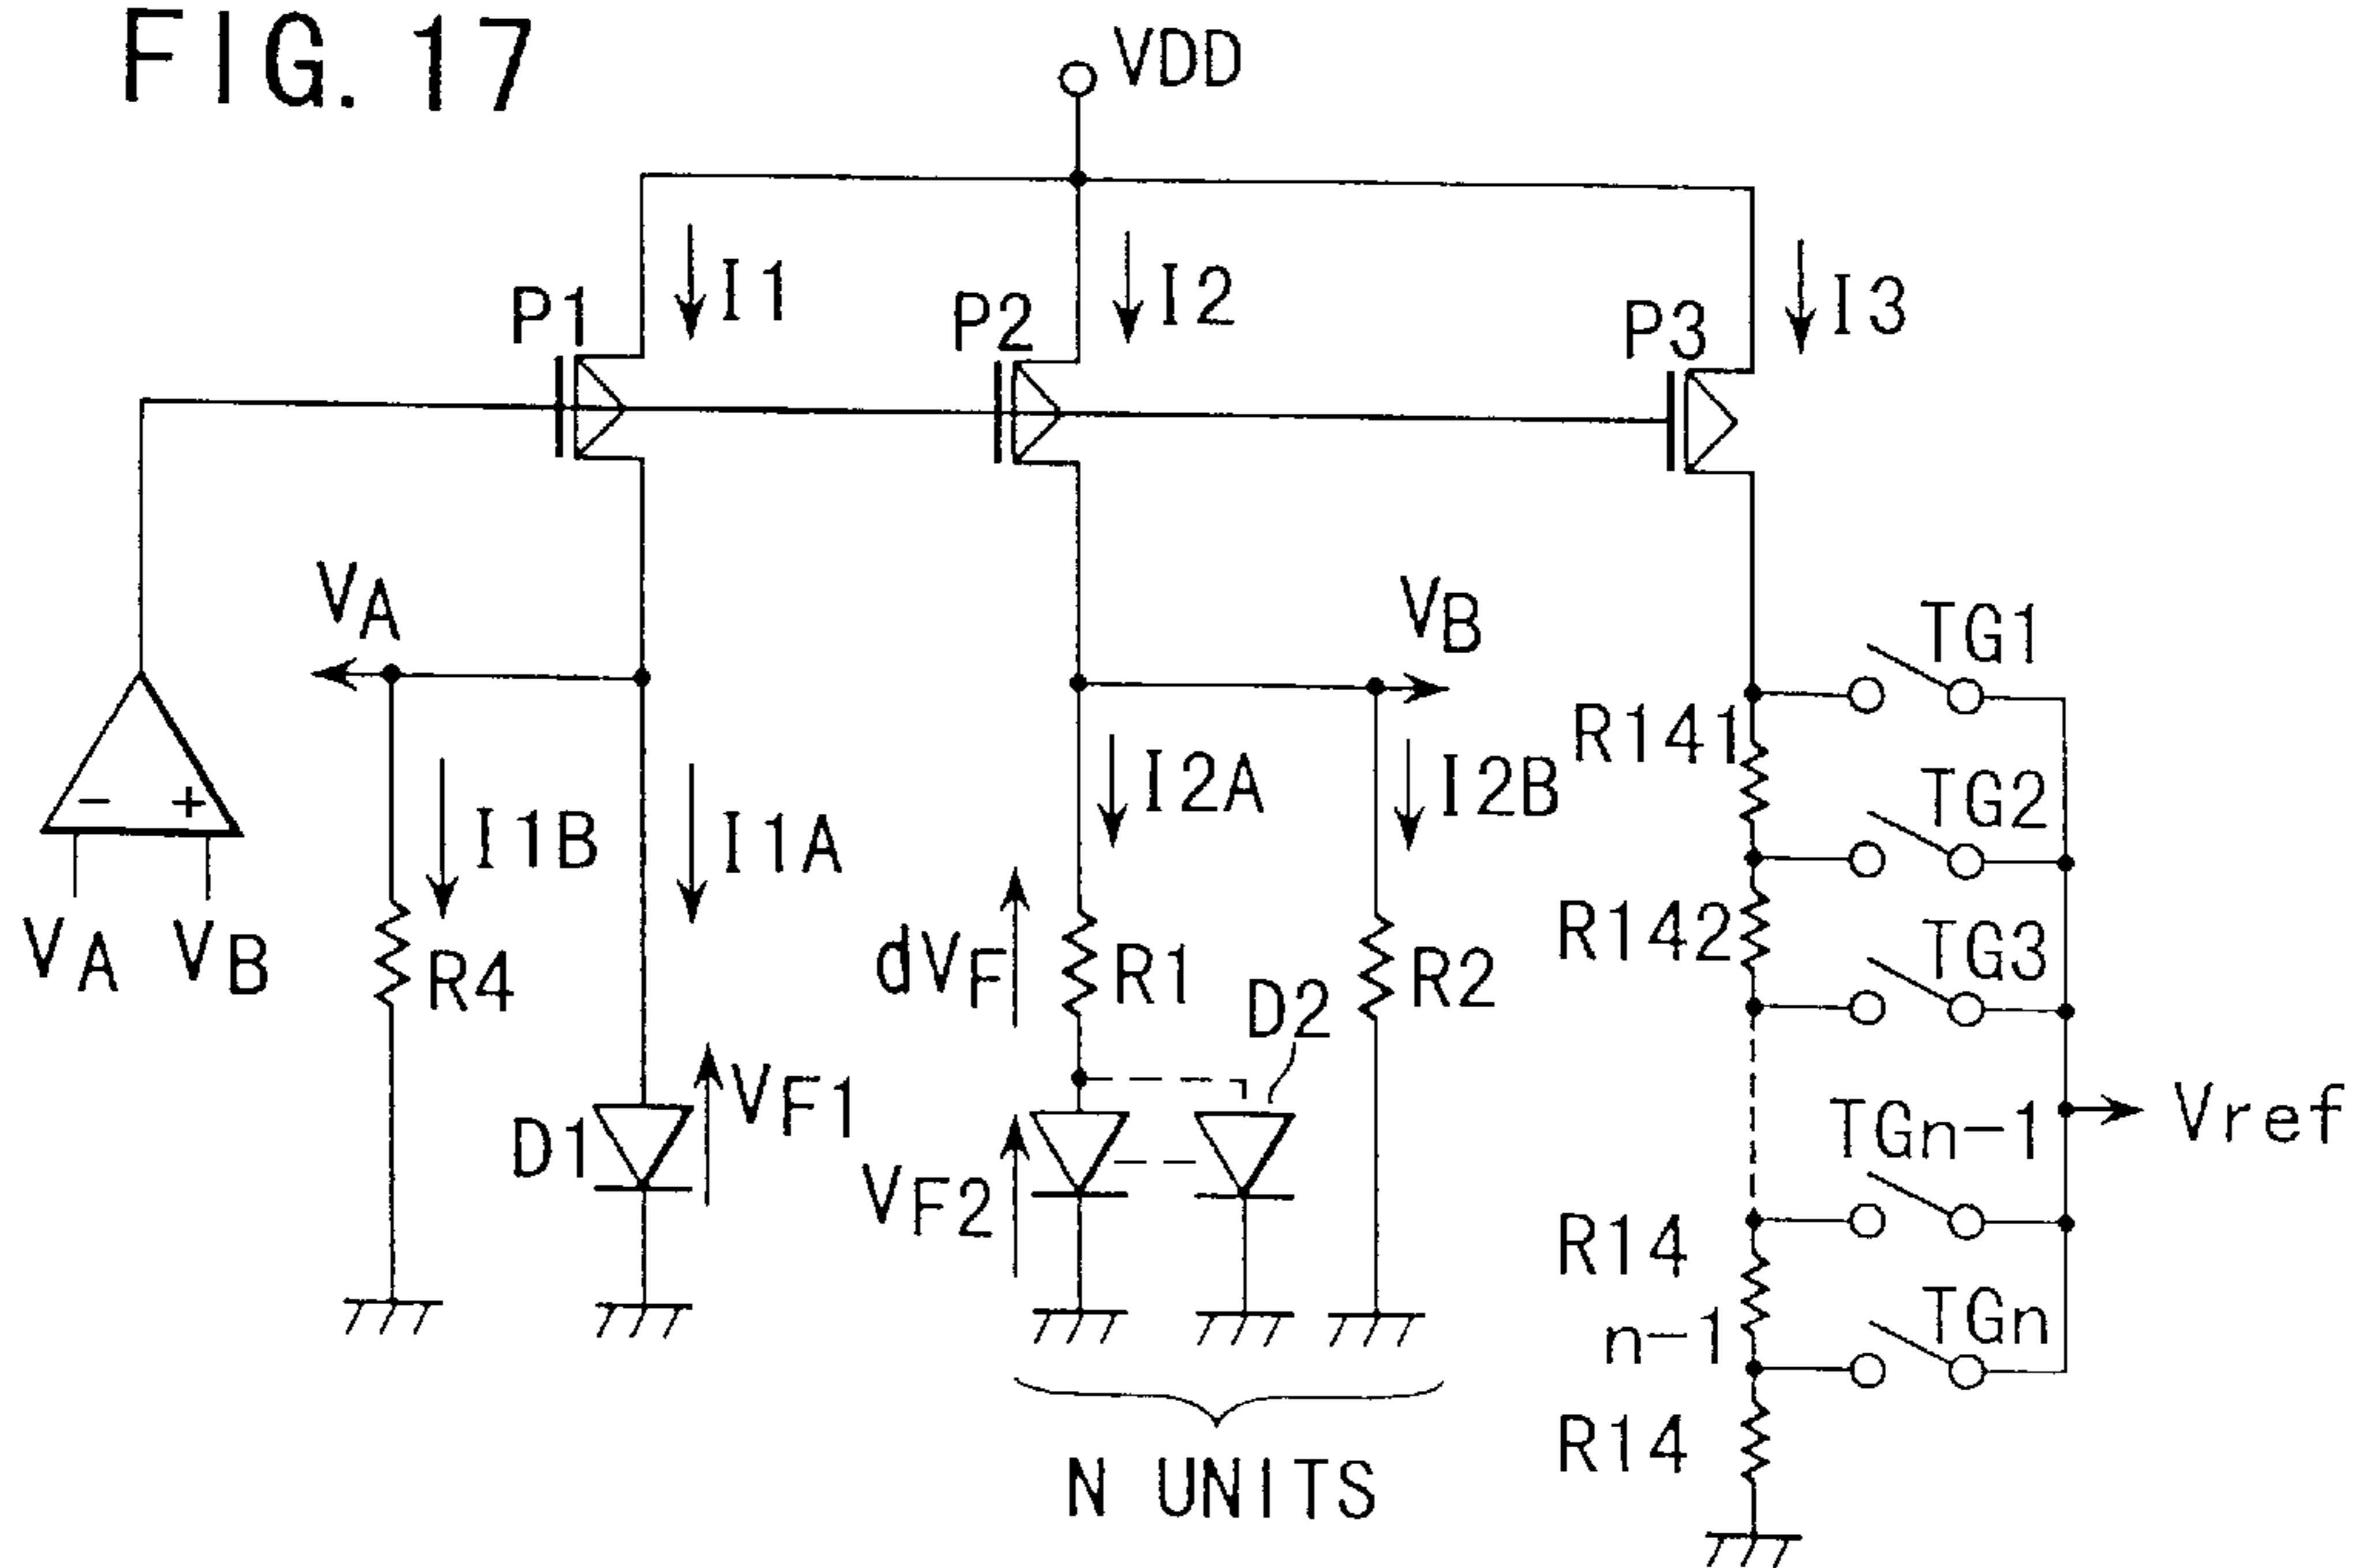 FIG. 17
VDD
I1
I2
I3
P1
P2
P3
VA
VB
TG1
R141
I2A
I2B
TG2
I1B
I1A
- +
VA VB
R142
TG3
R4
dVF
R1
D2
R2
VF1
D1
VF2
TGn-1
Vref
R14
n-1
TGn
R14
N UNITS